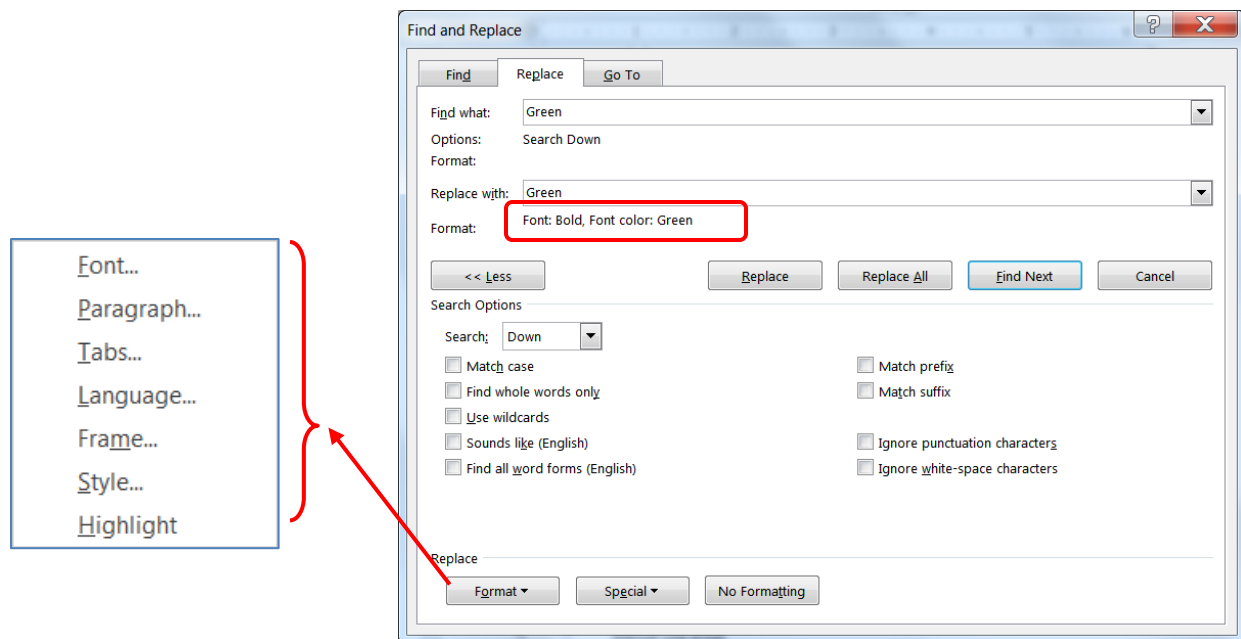 Find and Replace
Find
Replace
Go To
Find what:
Green
Options:
Search Down
Format:
Replace with:
Green
Format:
Font: Bold, Font color: Green
<< Less
Replace
Replace All
Find Next
Cancel
Search Options
Search:
Down
Match case
Match prefix
Find whole words only
Match suffix
Use wildcards
Sounds like (English)
Ignore punctuation characters
Find all word forms (English)
Ignore white-space characters
Replace
Format
Special
No Formatting
Font...
Paragraph...
Tabs...
Language...
Frame...
Style...
Highlight